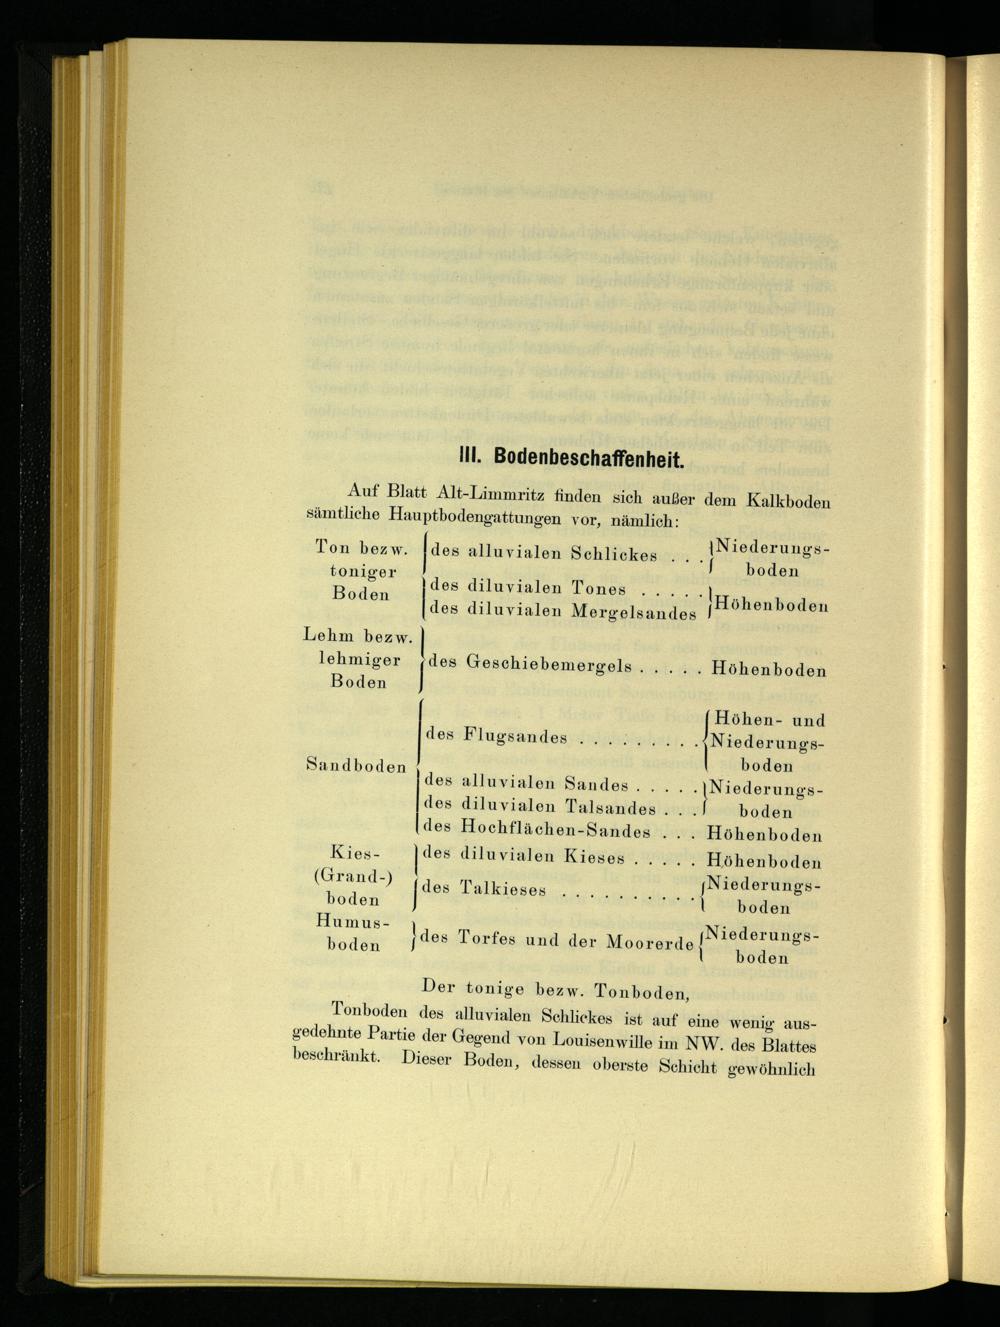 III. Bodenbeschaffenheit.
Auf Blatt Alt-Limmritz finden sich außer dem Kalkboden
sämtliche Hauptbodengattungen vor, nämlich:
Ton bezw. toniger Boden
des alluvialen Schlickes . . . Niederungs-
boden
des diluvialen Tones . . . . .
des diluvialen Mergelsandes Höhenboden
Lehm bezw.
lehmiger
Boden
des Geschiebemergels . . . . . Höhenboden
Sandboden
des Flugsandes . . . . . . . . . Höhen- und
Niederungs-
boden
des alluvialen Sandes . . . . . Niederungs-
des diluvialen Talsandes . . . boden
des Hochflächen-Sandes . . . Höhenboden
Kies-
(Grand-)
boden
des diluvialen Kieses . . . . . Höhenboden
des Talkieses . . . . . . . . . . Niederungs-
boden
Humus-
boden
des Torfes und der Moorerde Niederungs-
boden
Der tonige bezw. Tonboden,
Tonboden des alluvialen Schlickes ist auf eine wenig aus-
gedehnte Partie der Gegend von Louisenwille im NW. des Blattes
beschränkt. Dieser Boden, dessen oberste Schicht gewöhnlich